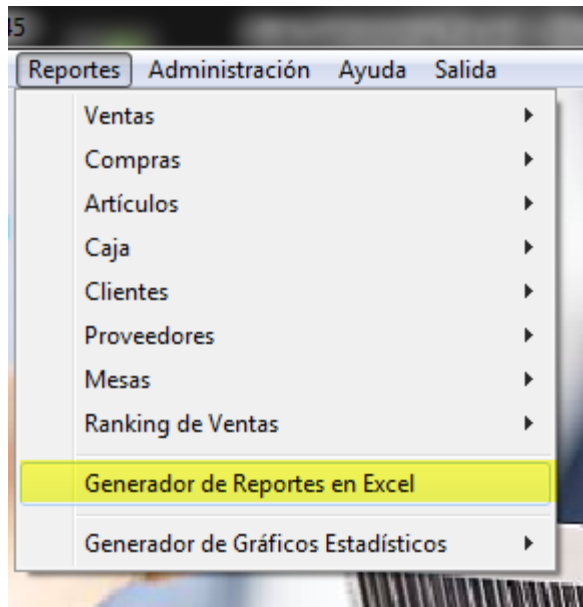 45
Reportes Administración Ayuda Salida
Ventas
Compras
Artículos
Caja
Clientes
Proveedores
Mesas
Ranking de Ventas
Generador de Reportes en Excel
Generador de Gráficos Estadísticos